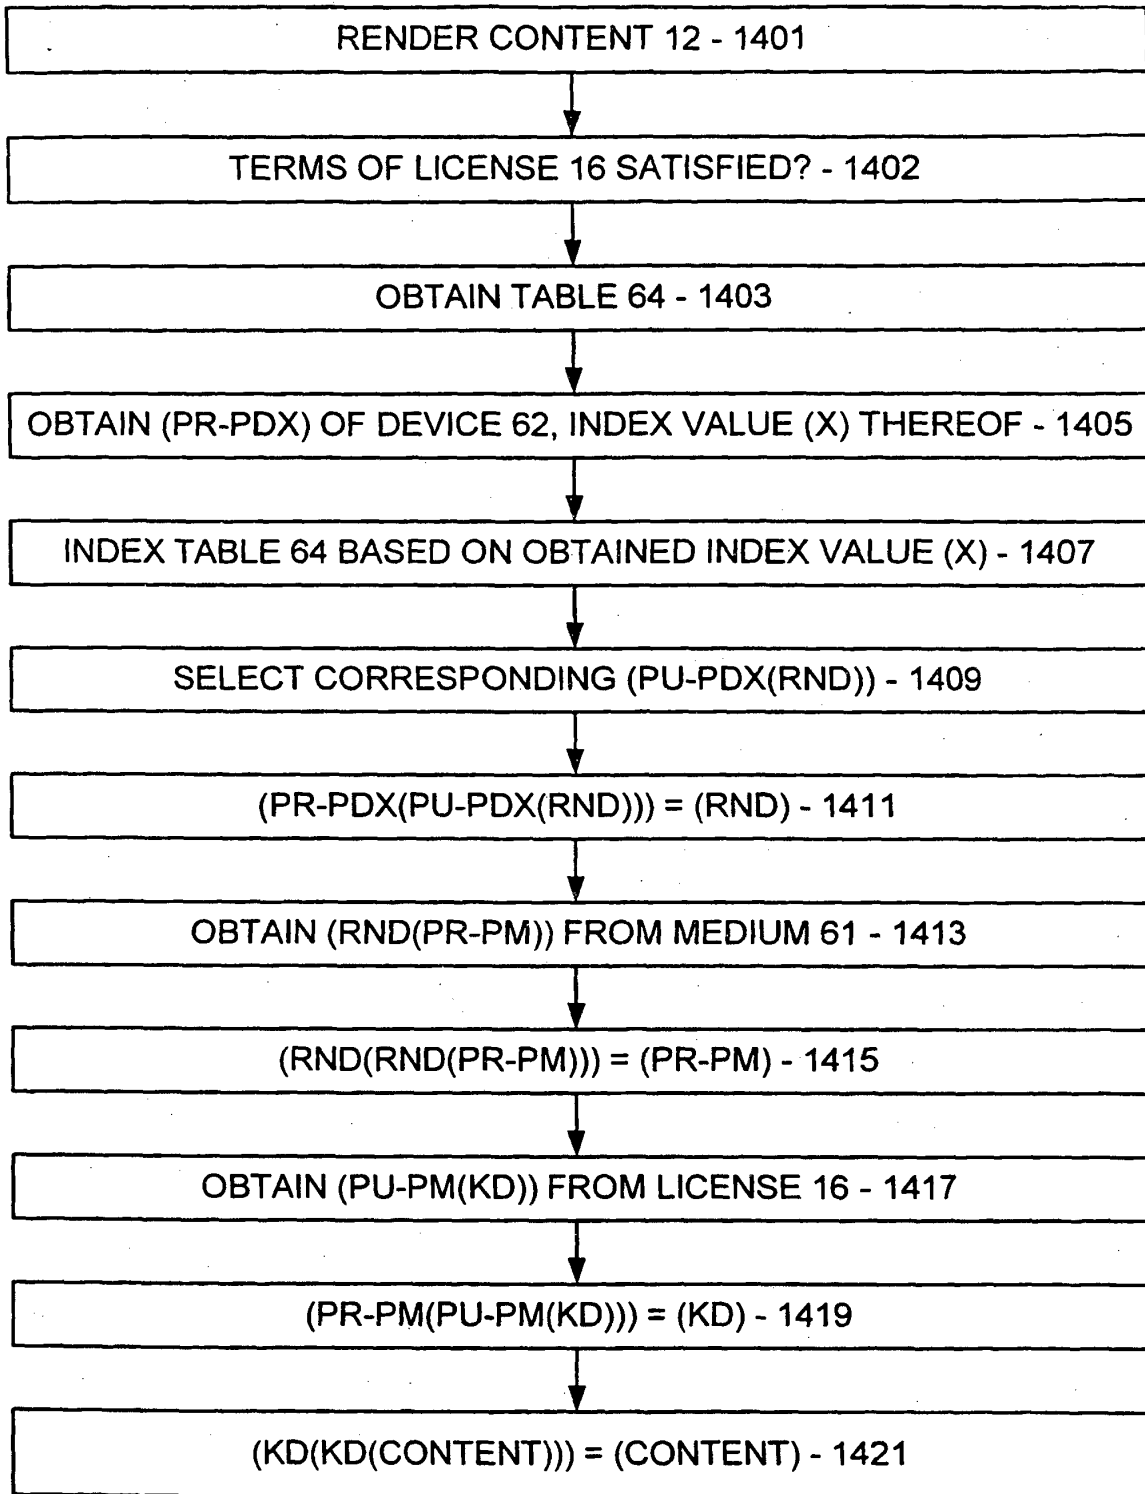 RENDER CONTENT 12 - 1401
TERMS OF LICENSE 16 SATISFIED? - 1402
OBTAIN TABLE 64 - 1403
OBTAIN (PR-PDX) OF DEVICE 62, INDEX VALUE (X) THEREOF - 1405
INDEX TABLE 64 BASED ON OBTAINED INDEX VALUE (X) - 1407
SELECT CORRESPONDING (PU-PDX(RND)) - 1409
(PR-PDX(PU-PDX(RND))) = (RND) - 1411
OBTAIN (RND(PR-PM)) FROM MEDIUM 61 - 1413
(RND(RND(PR-PM))) = (PR-PM) - 1415
OBTAIN (PU-PM(KD)) FROM LICENSE 16 - 1417
(PR-PM(PU-PM(KD))) = (KD) - 1419
(KD(KD(CONTENT))) = (CONTENT) - 1421